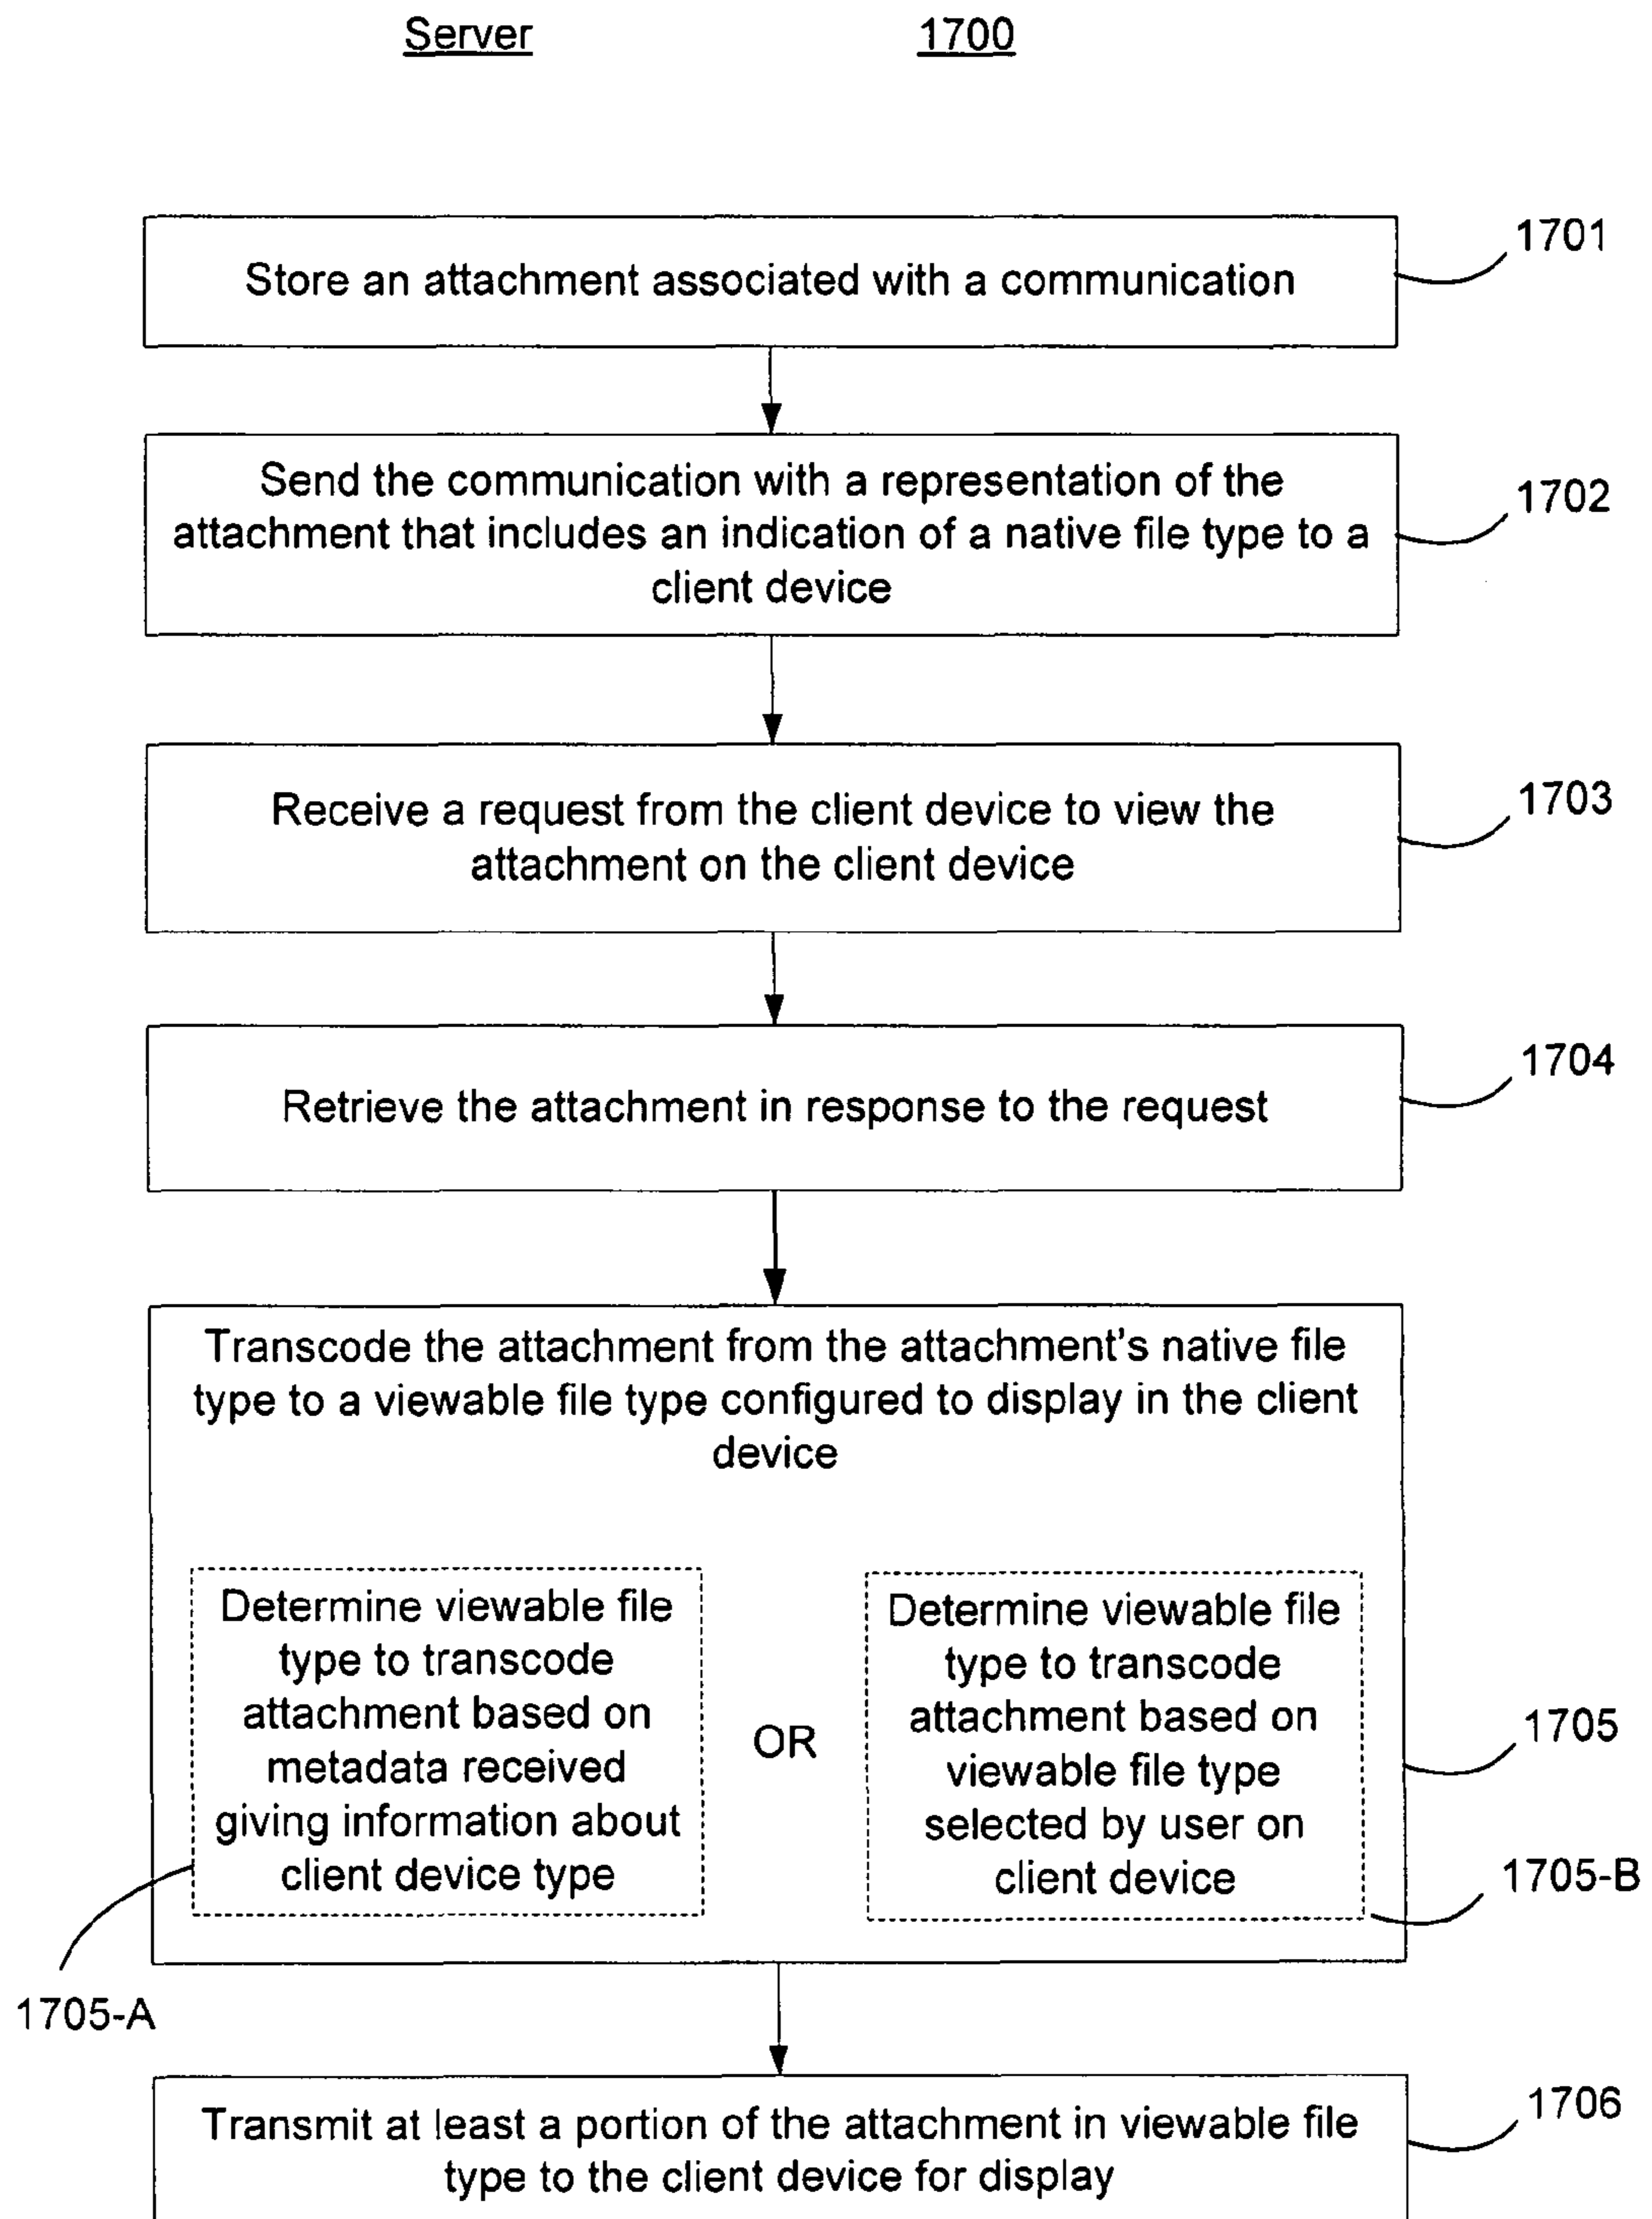 Server
1700
Store an attachment associated with a communication
1701
Send the communication with a representation of the
attachment that includes an indication of a native file type to a
client device
1702
Receive a request from the client device to view the
attachment on the client device
1703
Retrieve the attachment in response to the request
1704
Transcode the attachment from the attachment's native file
type to a viewable file type configured to display in the client
device
Determine viewable file
type to transcode
attachment based on
metadata received
giving information about
client device type
OR
Determine viewable file
type to transcode
attachment based on
viewable file type
selected by user on
client device
1705
1705-B
1705-A
Transmit at least a portion of the attachment in viewable file
type to the client device for display
1706